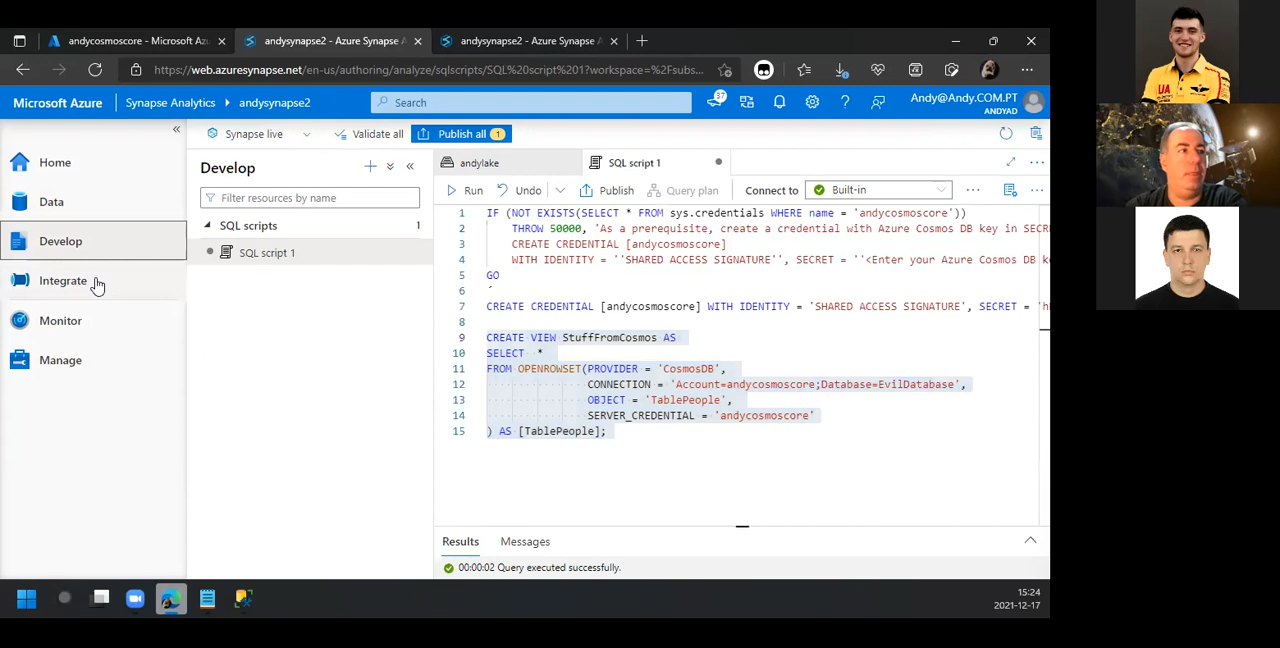 andycosmoscore - Microsoft Az
andysynapse2 - Azure Synapse A
andysynapse2 - Azure Synapse A
https://web.azuresynapse.net/en-us/authoring/analyze/sqlscripts/SQL%20script%201?workspace=%2Fsubs...
Microsoft Azure
Synapse Analytics
andysynapse2
Search
37
Andy@Andy.COM.PT
ANDYAD
Home
Data
Develop
Integrate
Monitor
Manage
Synapse live
Validate all
Publish all
1
Develop
Filter resources by name
SQL scripts
1
SQL script 1
andylake
SQL script 1
Run
Undo
Publish
Query plan
Connect to
Built-in
1 IF (NOT EXISTS(SELECT * FROM sys.credentials WHERE name = 'andycosmoscore'))
2 THROW 50000, 'As a prerequisite, create a credential with Azure Cosmos DB key in SECR
3 CREATE CREDENTIAL [andycosmoscore]
4 WITH IDENTITY = ''SHARED ACCESS SIGNATURE'', SECRET = ''<Enter your Azure Cosmos DB ke
5 GO
6 ´
7 CREATE CREDENTIAL [andycosmoscore] WITH IDENTITY = 'SHARED ACCESS SIGNATURE', SECRET = 'h
8
9 CREATE VIEW StuffFromCosmos AS
10 SELECT *
11 FROM OPENROWSET(PROVIDER = 'CosmosDB',
12 CONNECTION = 'Account=andycosmoscore;Database=EvilDatabase',
13 OBJECT = 'TablePeople',
14 SERVER_CREDENTIAL = 'andycosmoscore'
15 ) AS [TablePeople];
Results
Messages
00:00:02 Query executed successfully.
15:24
2021-12-17
UA